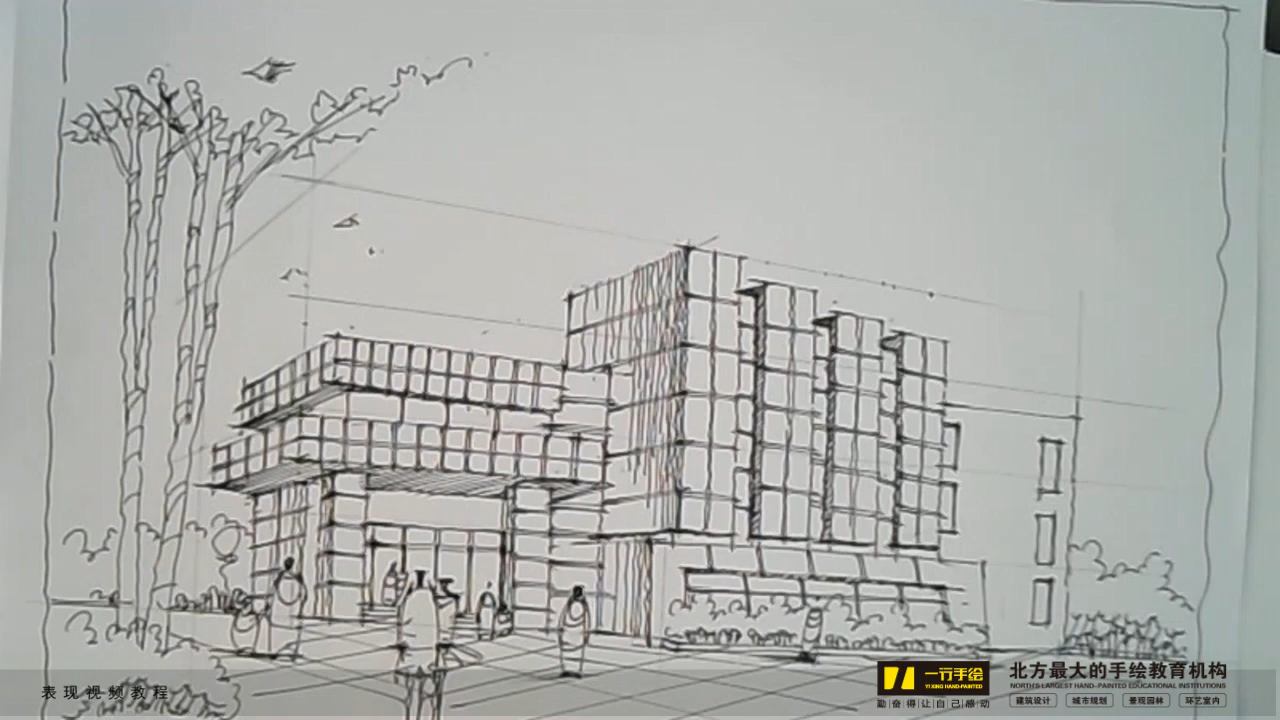 表现视频教程
一行手绘
YI XING HAND-PAINTED
勤奋得让自己感动
北方最大的手绘教育机构
NORTH'S LARGEST HAND-PAINTED EDUCATIONAL INSTITUTIONS
建筑设计 城市规划 景观园林 环艺室内